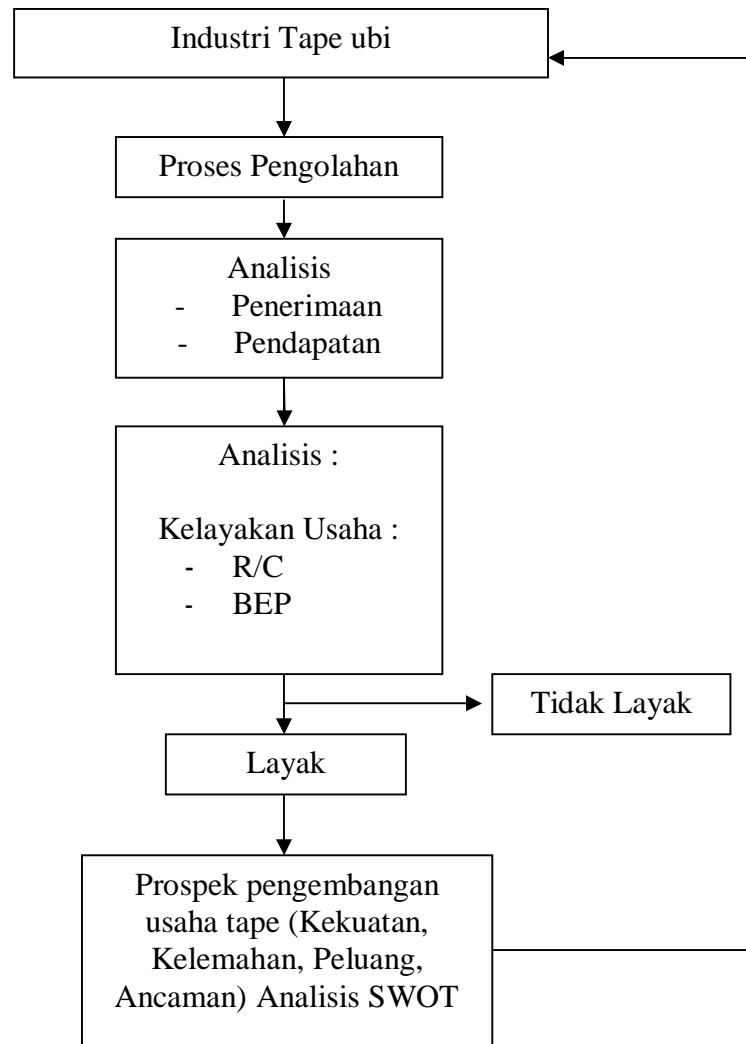 Industri Tape ubi
Proses Pengolahan
Analisis
- Penerimaan
- Pendapatan
Analisis :
Kelayakan Usaha :
- R/C
- BEP
Tidak Layak
Layak
Prospek pengembangan
usaha tape (Kekuatan,
Kelemahan, Peluang,
Ancaman) Analisis SWOT